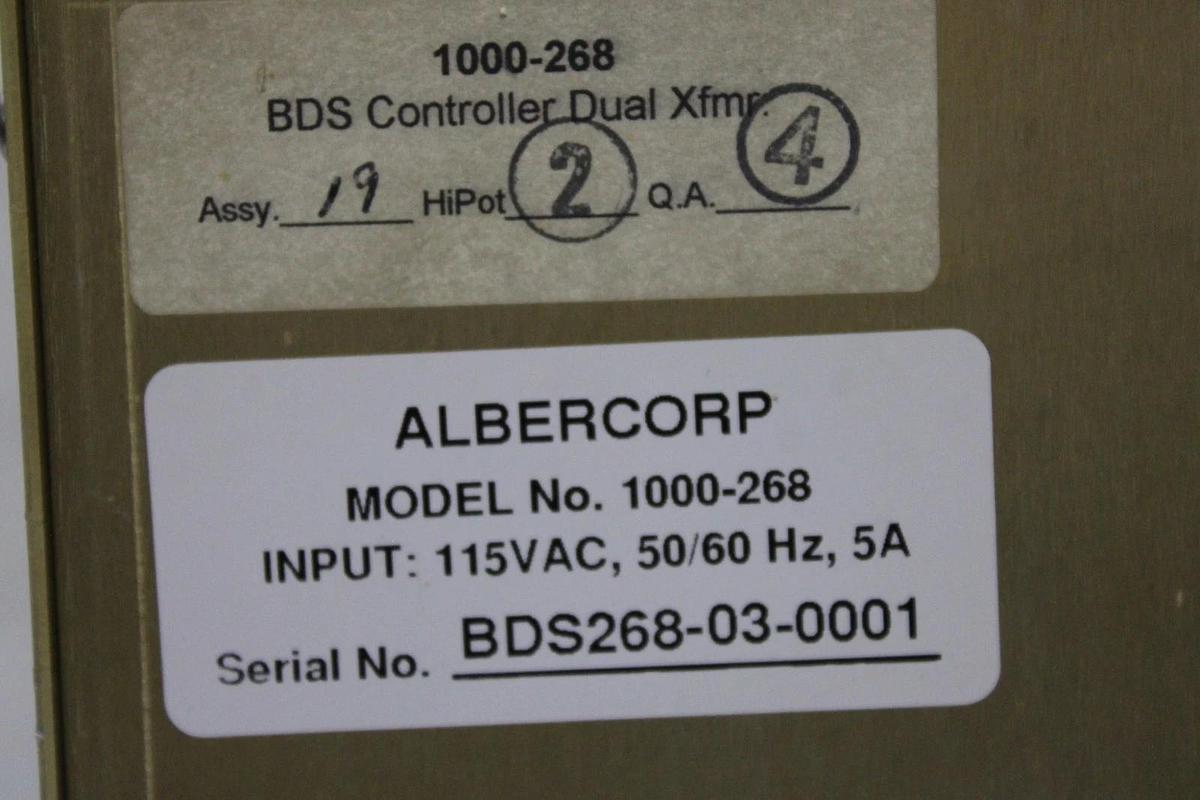 1000-268
BDS Controller Dual Xfmr.
Assy. 19 HiPot 2 Q.A. 4
ALBERCORP
MODEL No. 1000-268
INPUT: 115VAC, 50/60 Hz, 5A
Serial No. BDS268-03-0001